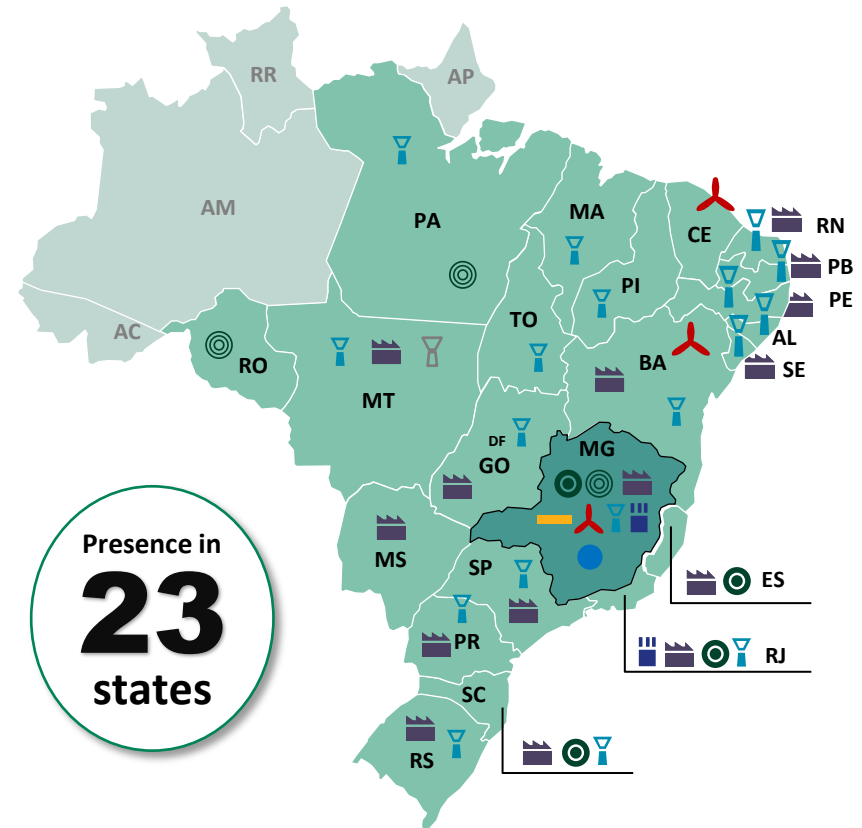 RR
AP
AM
PA
MA
CE
RN
PB
PI
PE
TO
AC
AL
RO
BA
SE
MT
DF
MG
GO
Presence in
23
states
MS
SP
ES
PR
RJ
SC
RS